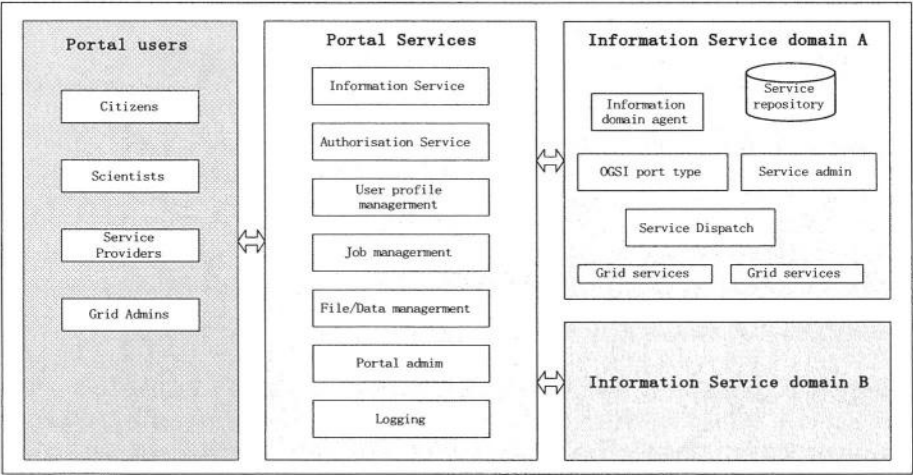 Portal users
Citizens
Scientists
Service
Providers
Grid Admins
Portal Services
Information Service
Authorisation Service
User profile
managerment
Job managerment
File/Data managerment
Portal admim
Logging
Information Service domain A
Information
domain agent
Service
repository
OGSI port type
Service admin
Service Dispatch
Grid services
Grid services
Information Service domain B